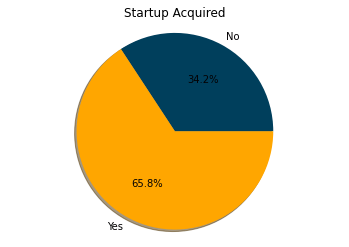 Startup Acquired
No
34.2%
65.8%
Yes